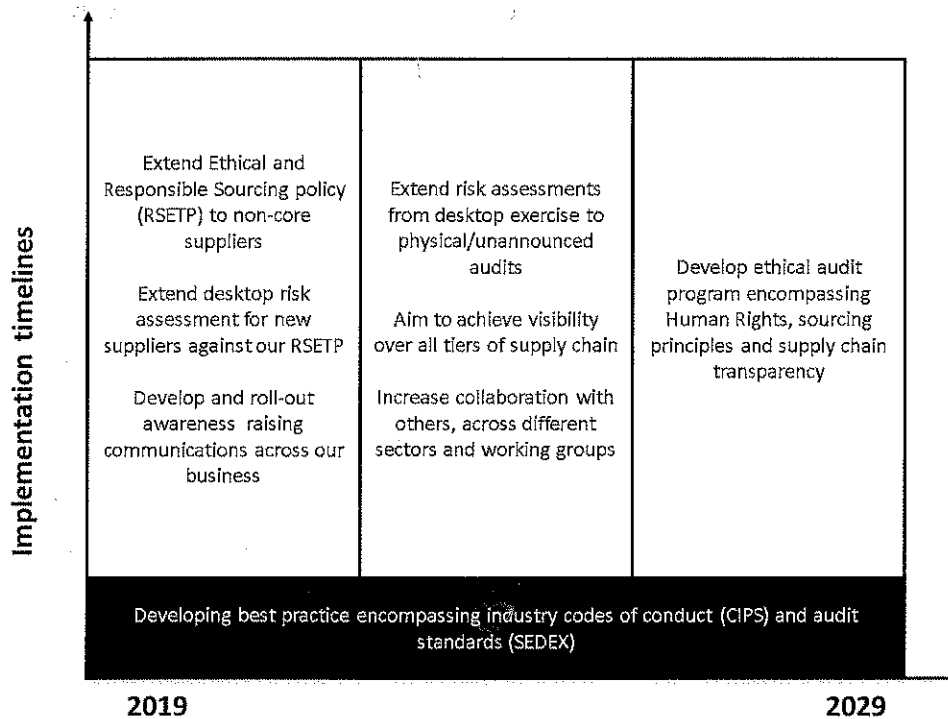 Implementation timelines
Extend Ethical and
Responsible Sourcing policy
(RSETP) to non-core
suppliers
Extend desktop risk
assessment for new
suppliers against our RSETP
Develop and roll-out
awareness raising
communications across our
business
Extend risk assessments
from desktop exercise to
physical/unannounced
audits
Aim to achieve visibility
over all tiers of supply chain
Increase collaboration with
others, across different
sectors and working groups
Develop ethical audit
program encompassing
Human Rights, sourcing
principles and supply chain
transparency
Developing best practice encompassing industry codes of conduct (CIPS) and audit
standards (SEDEX)
2019
2029